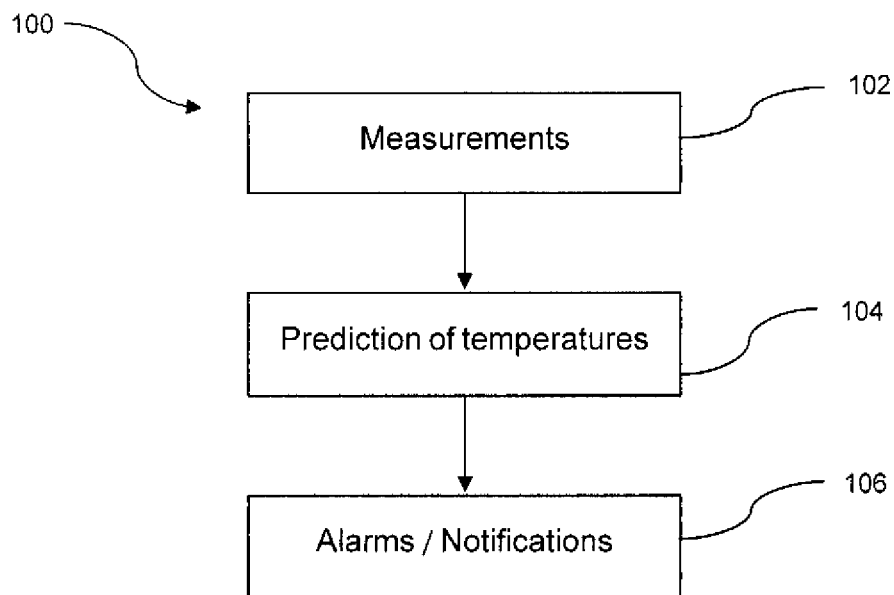 100
102
Measurements
104
Prediction of temperatures
106
Alarms / Notifications